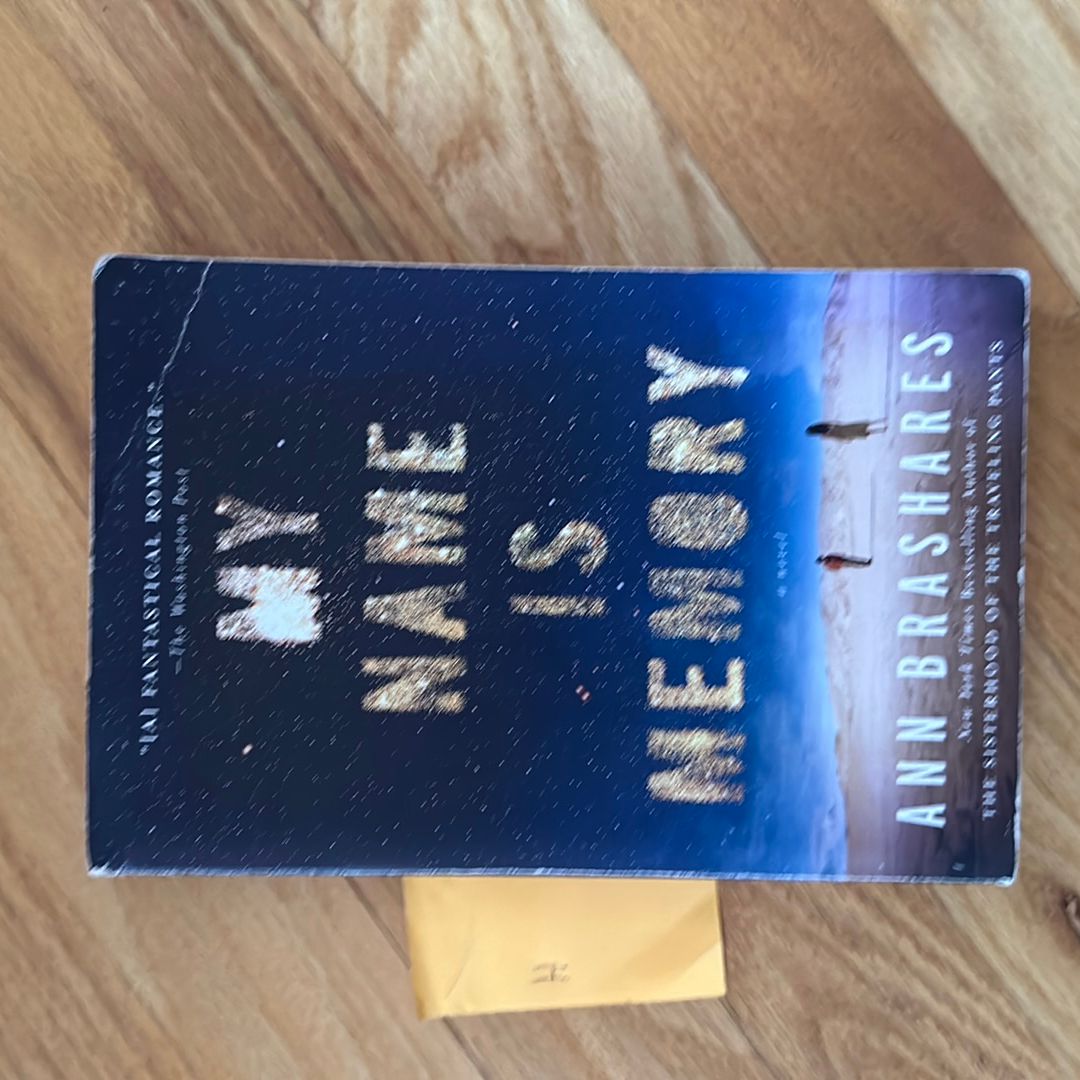 "[A] FANTASTICAL ROMANCE."
—The Washington Post
MY
NAME
IS
MEMORY
a novel
ANN BRASHARES
New York Times Bestselling Author of
THE SISTERHOOD OF THE TRAVELING PANTS